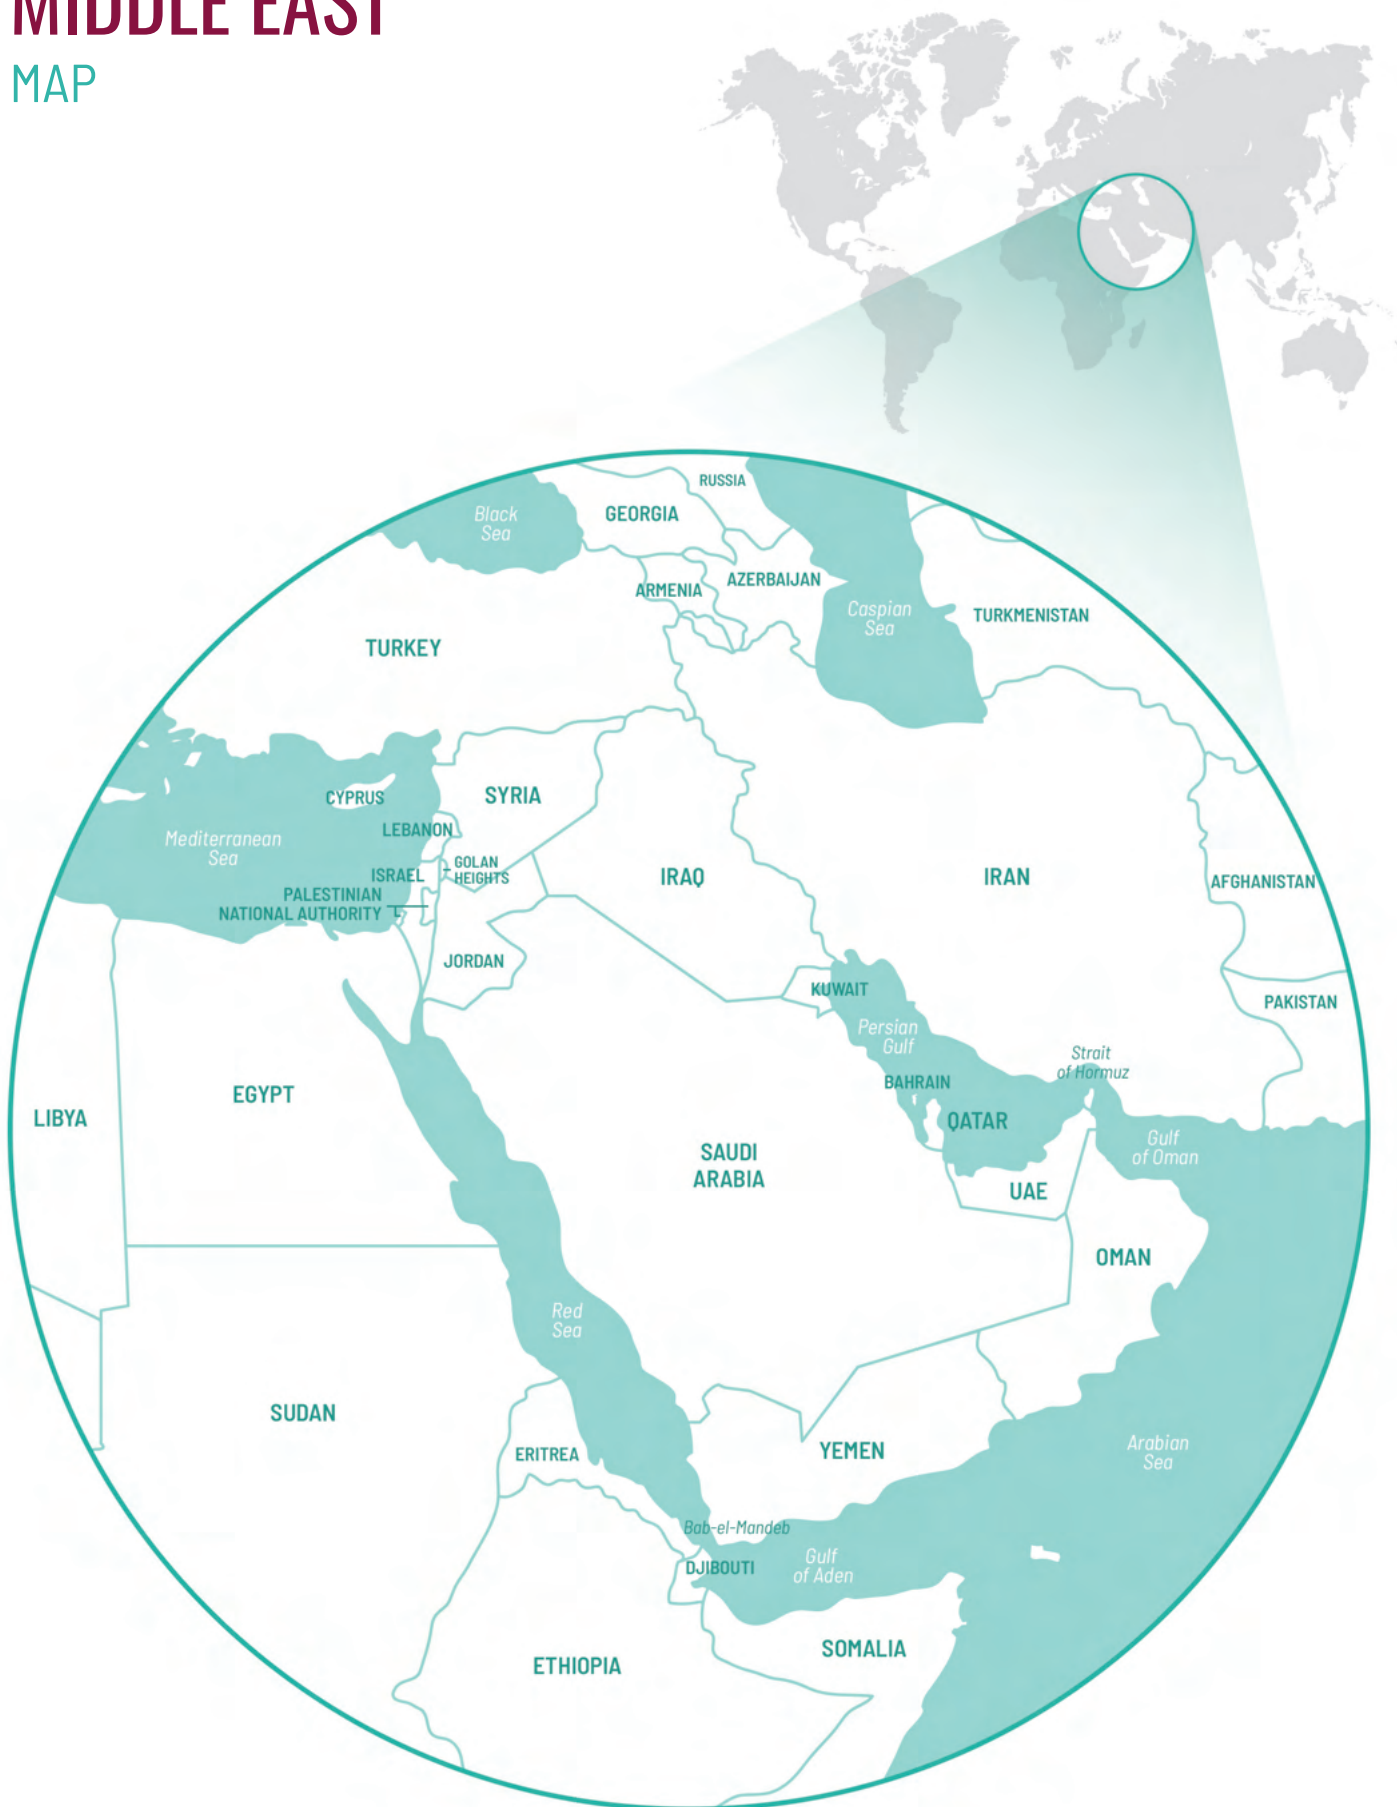 MIDDLE EAST
MAP
RUSSIA
Black
Sea
GEORGIA
AZERBAIJAN
ARMENIA
Caspian
Sea
TURKMENISTAN
TURKEY
CYPRUS
SYRIA
LEBANON
Mediterranean
Sea
GOLAN
HEIGHTS
ISRAEL
IRAQ
IRAN
AFGHANISTAN
PALESTINIAN
NATIONAL AUTHORITY
JORDAN
KUWAIT
PAKISTAN
Persian
Gulf
Strait
of Hormuz
BAHRAIN
EGYPT
LIBYA
QATAR
Gulf
of Oman
SAUDI
ARABIA
UAE
OMAN
Red
Sea
SUDAN
ERITREA
YEMEN
Arabian
Sea
Bab-el-Mandeb
DJIBOUTI
Gulf
of Aden
SOMALIA
ETHIOPIA